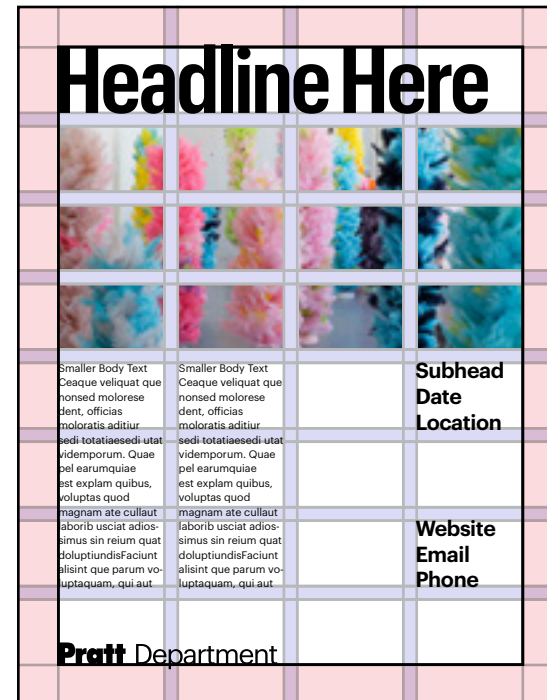 Headline Here
Smaller Body Text
Ceaque veliquat que
nonsed molorese
dent, officias
moloratis aditiur
sedi totatiaesedi utat
videmporum. Quae
pel earumquiae
est explam quibus,
voluptas quod
magnam ate cullaut
laborib usciat adios-
simus sin reium quat
doluptiundisFaciunt
alisint que parum vo-
luptaquam, qui aut
Smaller Body Text
Ceaque veliquat que
nonsed molorese
dent, officias
moloratis aditiur
sedi totatiaesedi utat
videmporum. Quae
pel earumquiae
est explam quibus,
voluptas quod
magnam ate cullaut
laborib usciat adios-
simus sin reium quat
doluptiundisFaciunt
alisint que parum vo-
luptaquam, qui aut
Subhead
Date
Location
Website
Email
Phone
Pratt Department